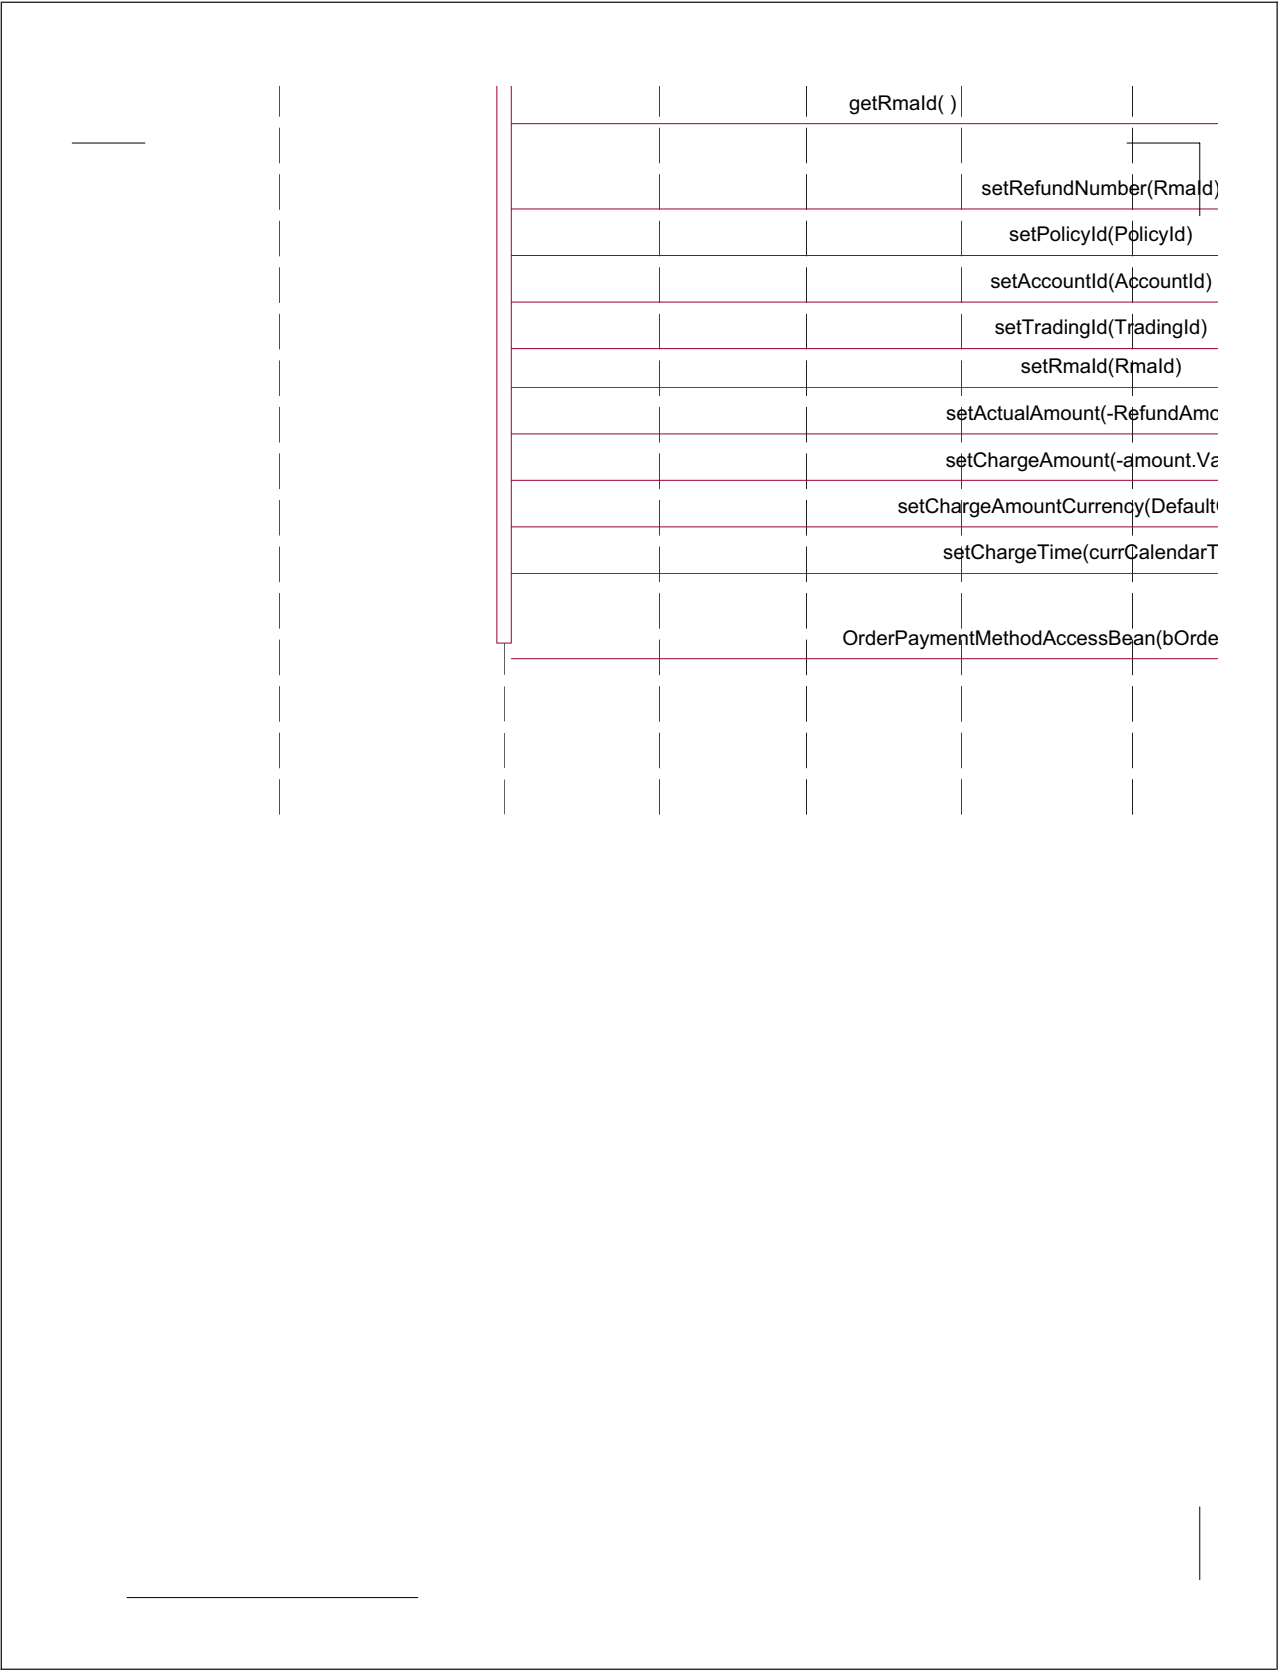 getRmaId( )
setRefundNumber(RmaId)
setPolicyId(PolicyId)
setAccountId(AccountId)
setTradingId(TradingId)
setRmaId(RmaId)
setActualAmount(-RefundAmo
setChargeAmount(-amount.Va
setChargeAmountCurrency(Default
setChargeTime(currCalendarT
OrderPaymentMethodAccessBean(bOrde